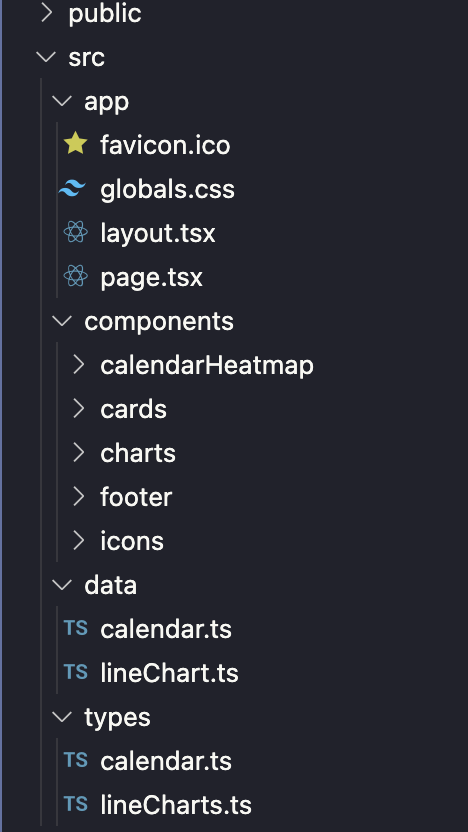 public
src
app
favicon.ico
globals.css
layout.tsx
page.tsx
components
calendarHeatmap
cards
charts
footer
icons
data
TS calendar.ts
TS lineChart.ts
types
TS calendar.ts
TS lineCharts.ts